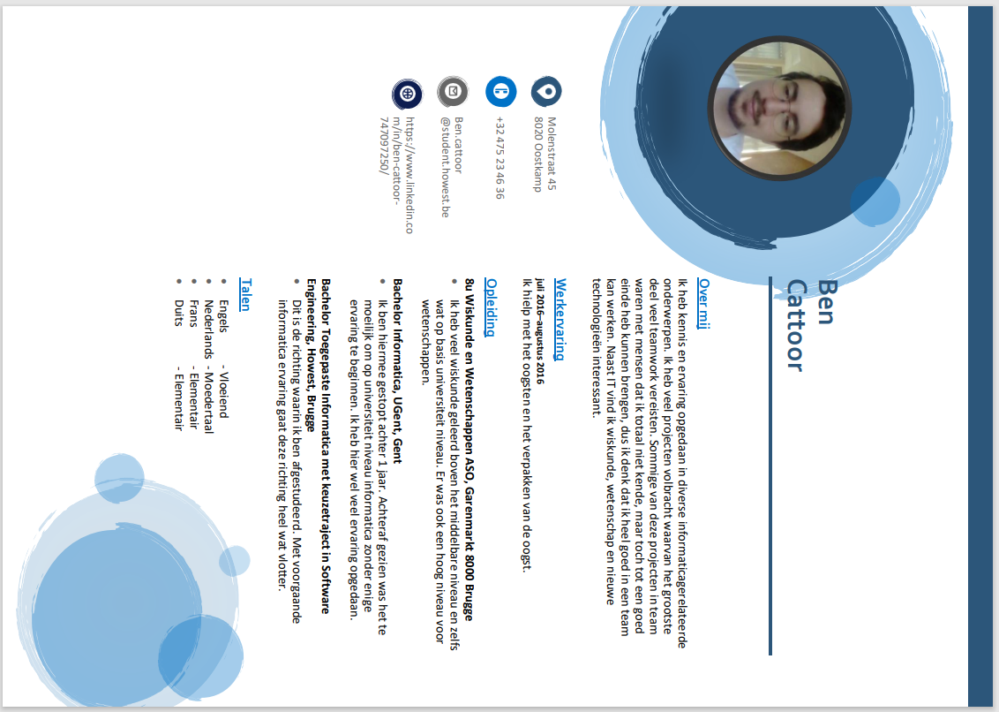 Ben
Cattoor
Molenstraat 45
8020 Oostkamp
+32 475 23 46 36
Ben.cattoor
@student.howest.be
https://www.linkedin.co
m/in/ben-cattoor-
747097250/
Over mij
Ik heb kennis en ervaring opgedaan in diverse informaticagerelateerde
onderwerpen. Ik heb veel projecten volbracht waarvan het grootste
deel veel teamwork vereisten. Sommige van deze projecten in team
waren met mensen dat ik totaal niet kende, maar toch tot een goed
einde heb kunnen brengen, dus ik denk dat ik heel goed in een team
kan werken. Naast IT vind ik wiskunde, wetenschap en nieuwe
technologieën interessant.
Werkervaring
juli 2016–augustus 2016
Ik hielp met het oogsten en het verpakken van de oogst.
Opleiding
8u Wiskunde en Wetenschappen ASO, Garenmarkt 8000 Brugge
• Ik heb veel wiskunde geleerd boven het middelbare niveau en zelfs
wat op basis universiteit niveau. Er was ook een hoog niveau voor
wetenschappen.
Bachelor Informatica, UGent, Gent
• Ik ben hiermee gestopt achter 1 jaar. Achteraf gezien was het te
moeilijk om op universiteit niveau informatica zonder enige
ervaring te beginnen. Ik heb hier wel veel ervaring opgedaan.
Bachelor Toegepaste Informatica met keuzetraject in Software
Engineering, Howest, Brugge
• Dit is de richting waarin ik ben afgestudeerd. Met voorgaande
informatica ervaring gaat deze richting heel wat vlotter.
Talen
• Engels - Vloeiend
• Nederlands - Moedertaal
• Frans - Elementair
• Duits - Elementair